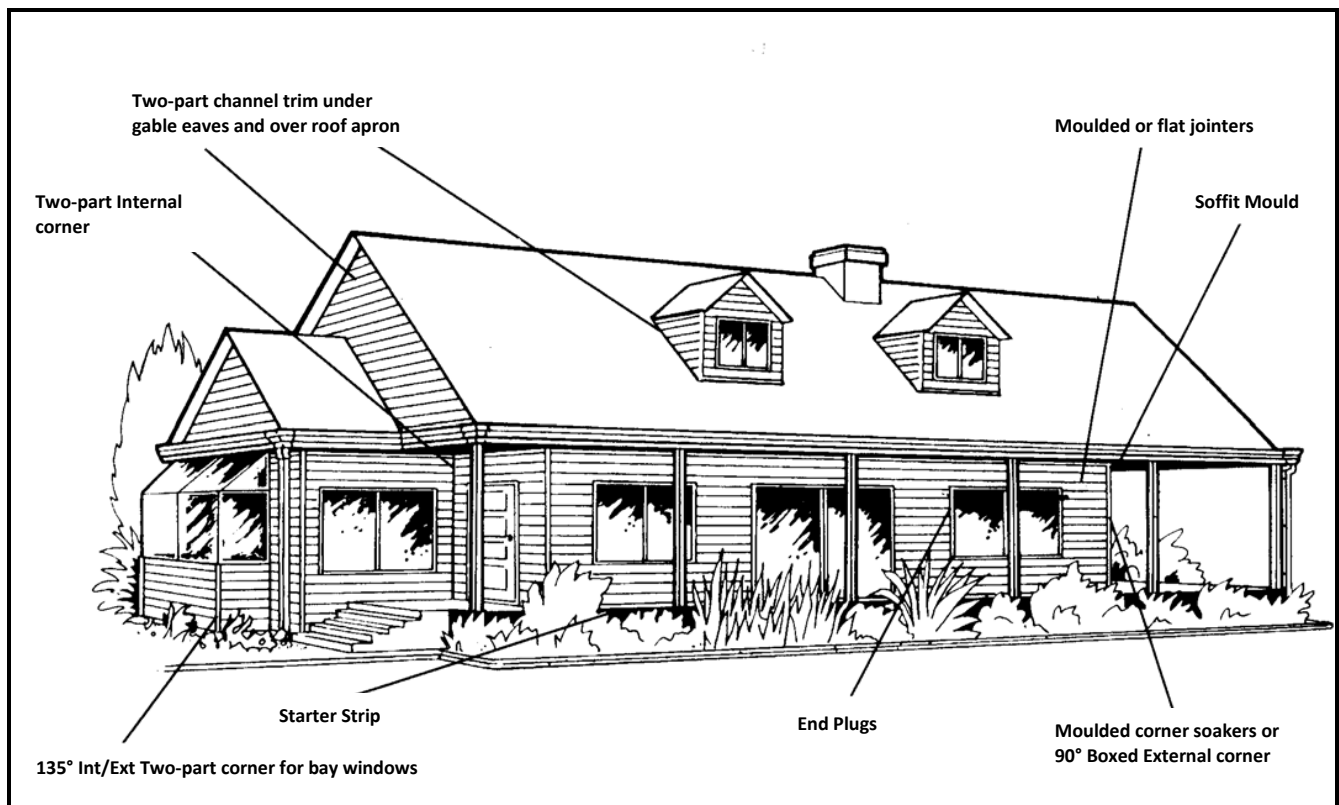 Two-part channel trim under
gable eaves and over roof apron
Moulded or flat jointers
Two-part Internal
corner
Soffit Mould
Starter Strip
End Plugs
Moulded corner soakers or
90° Boxed External corner
135° Int/Ext Two-part corner for bay windows